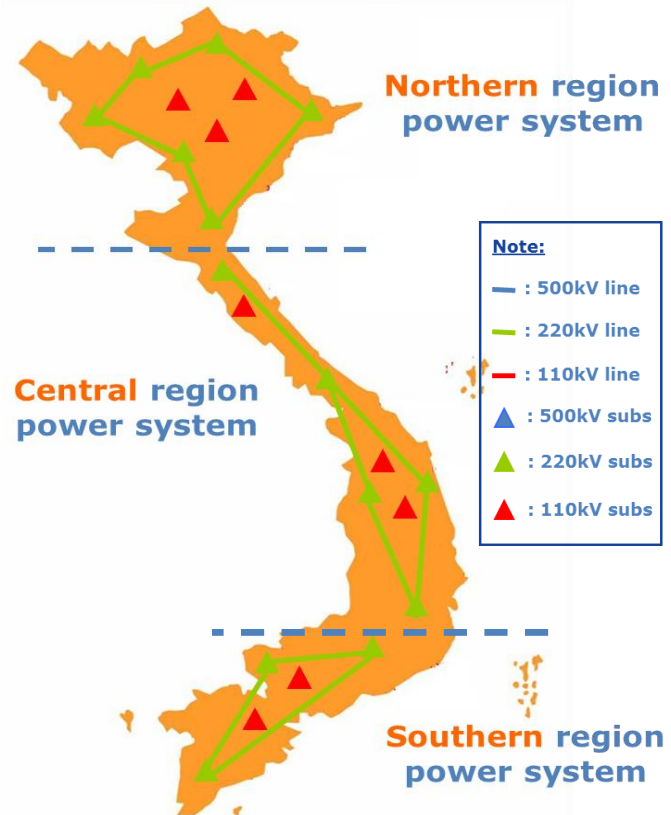 Northern region
power system
Note:
: 500kV line
: 220kV line
: 110kV line
: 500kV subs
: 220kV subs
: 110kV subs
Central region
power system
Southern region
power system